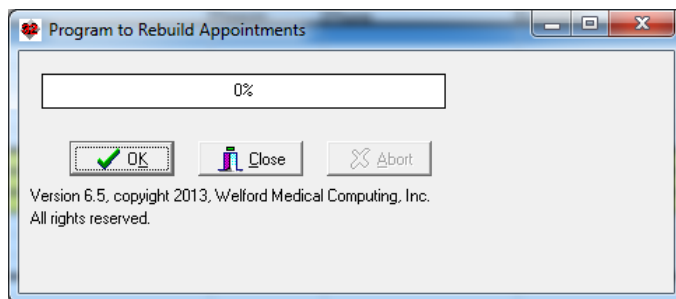 Program to Rebuild Appointments
0%
OK Close Abort
Version 6.5, copyight 2013, Welford Medical Computing, Inc.
All rights reserved.